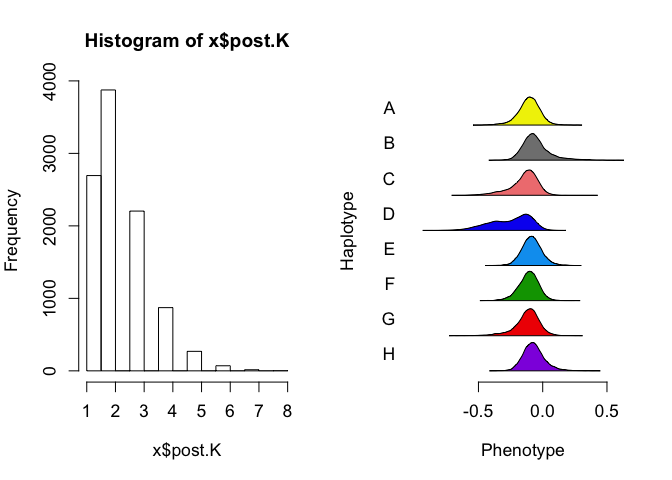 Histogram of x$post.K
Frequency
0
1000
2000
3000
4000
1 2 3 4 5 6 7 8
x$post.K
Haplotype
A
B
C
D
E
F
G
H
-0.5 0.0 0.5
Phenotype